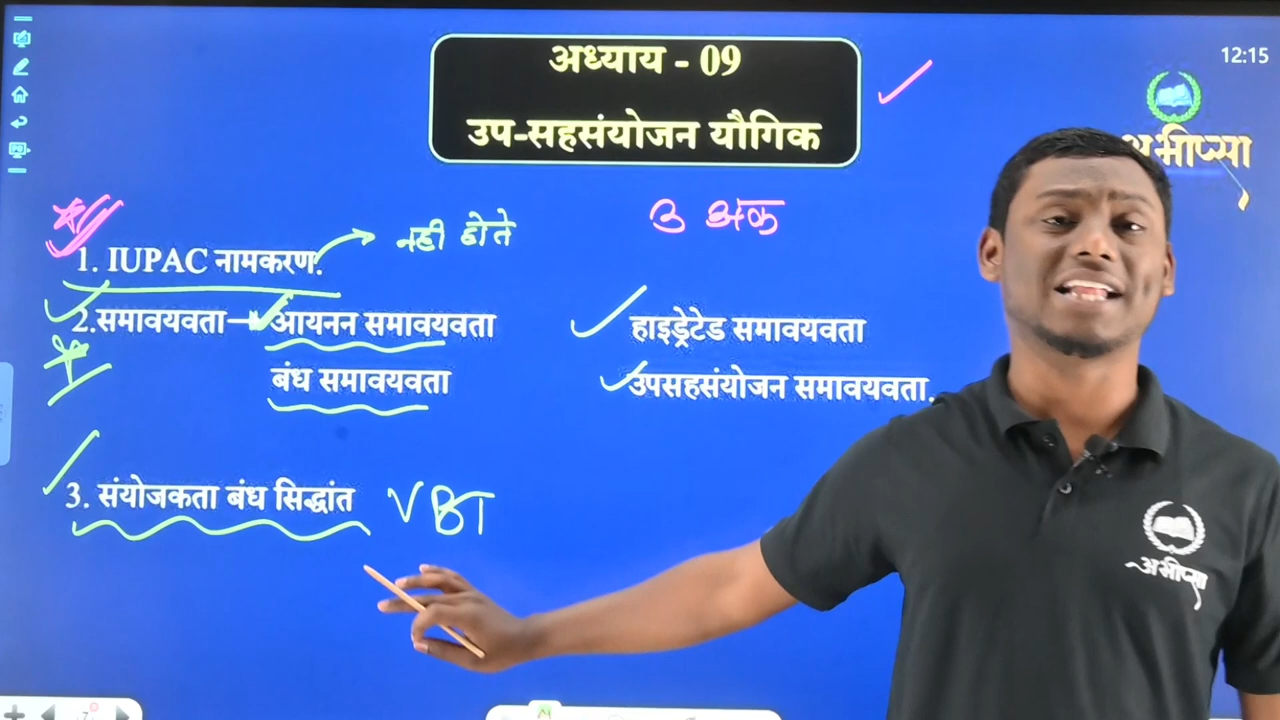 अध्याय - 09
12:15
उप-सहसंयोजन यौगिक
अभीप्सा
3 अंक
नही होते
1. IUPAC नामकरण.
2.समावयवता→ आयनन समावयवता
हाइड्रेटेड समावयवता
बंध समावयवता
उपसहसंयोजन समावयवता.
3. संयोजकता बंध सिद्धांत VBT
अभीप्सा
7